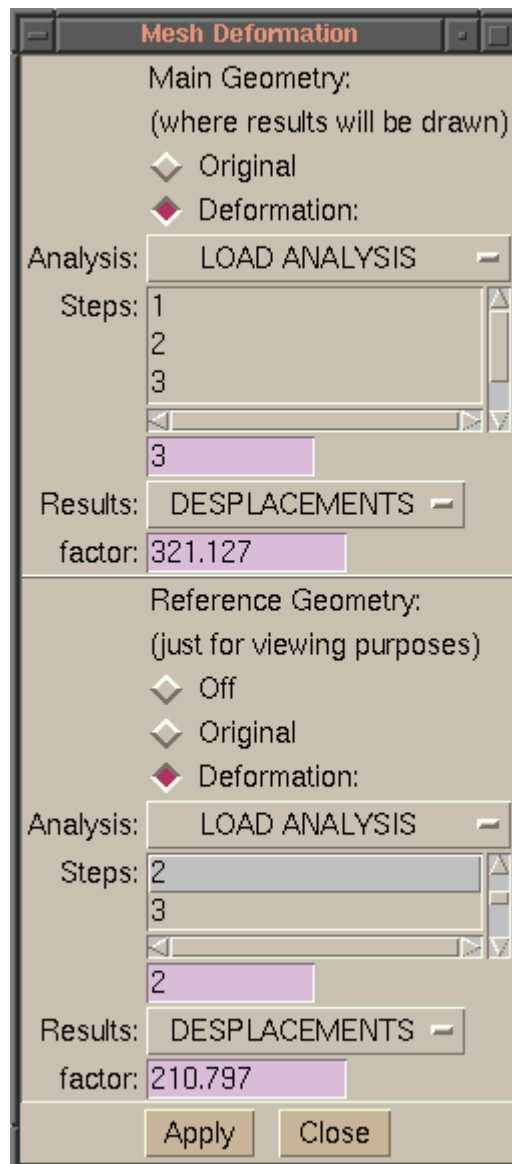 Mesh Deformation
Main Geometry:
(where results will be drawn)
Original
Deformation:
Analysis: LOAD ANALYSIS
Steps: 1
2
3
3
Results: DESPLACEMENTS
factor: 321.127
Reference Geometry:
(just for viewing purposes)
Off
Original
Deformation:
Analysis: LOAD ANALYSIS
Steps: 2
3
2
Results: DESPLACEMENTS
factor: 210.797
Apply Close